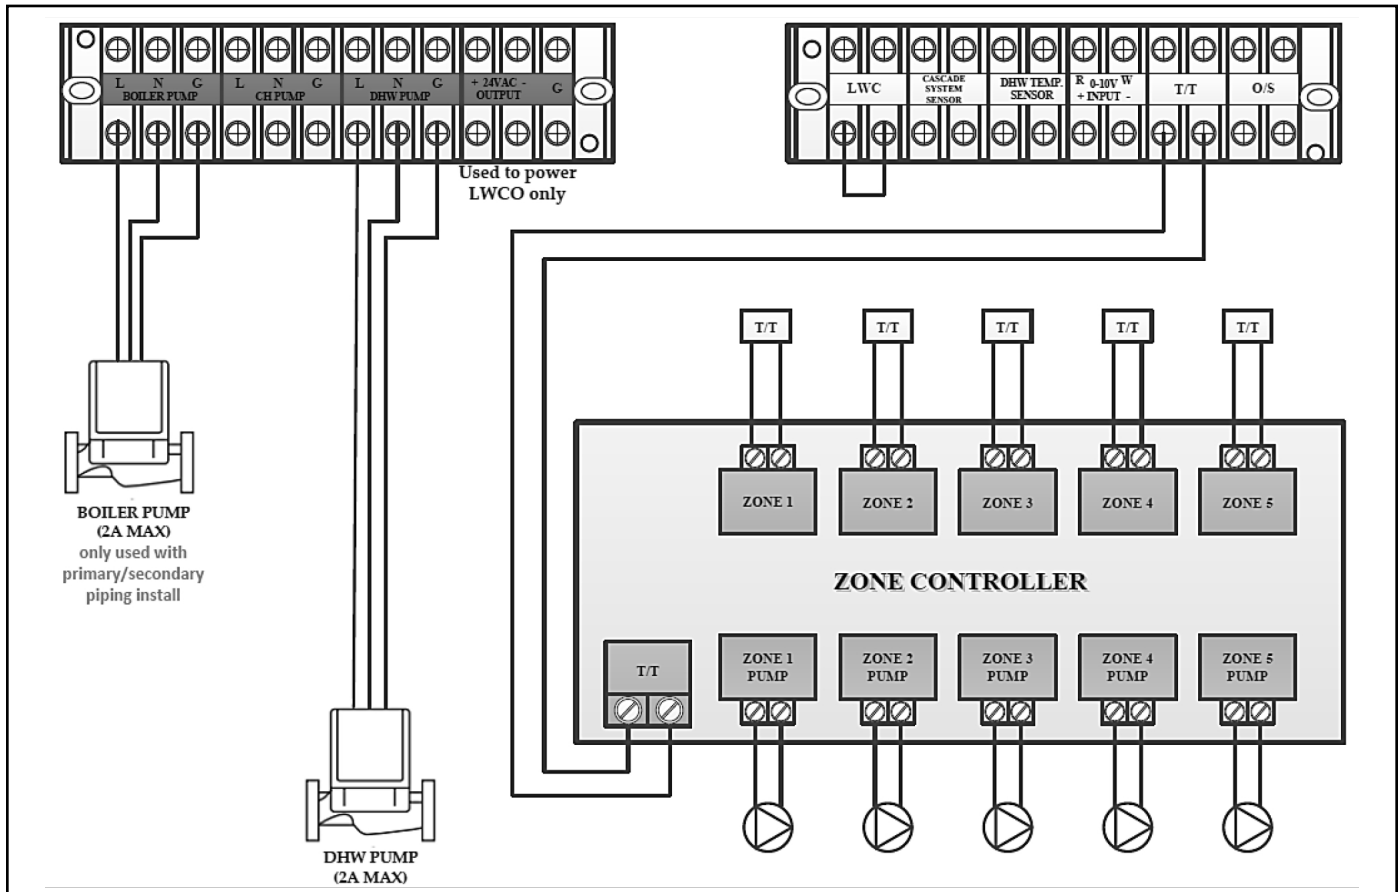 L N G L N G L N G + 24VAC - G
BOILER PUMP CH PUMP DHW PUMP OUTPUT
Used to power
LWCO only
LWC
CASCADE
SYSTEM
SENSOR
DHW TEMP.
SENSOR
R 0-10V W
+ INPUT -
T/T
O/S
T/T T/T T/T T/T T/T
ZONE 1 ZONE 2 ZONE 3 ZONE 4 ZONE 5
BOILER PUMP
(2A MAX)
only used with
primary/secondary
piping install
ZONE CONTROLLER
T/T
ZONE 1
PUMP
ZONE 2
PUMP
ZONE 3
PUMP
ZONE 4
PUMP
ZONE 5
PUMP
DHW PUMP
(2A MAX)